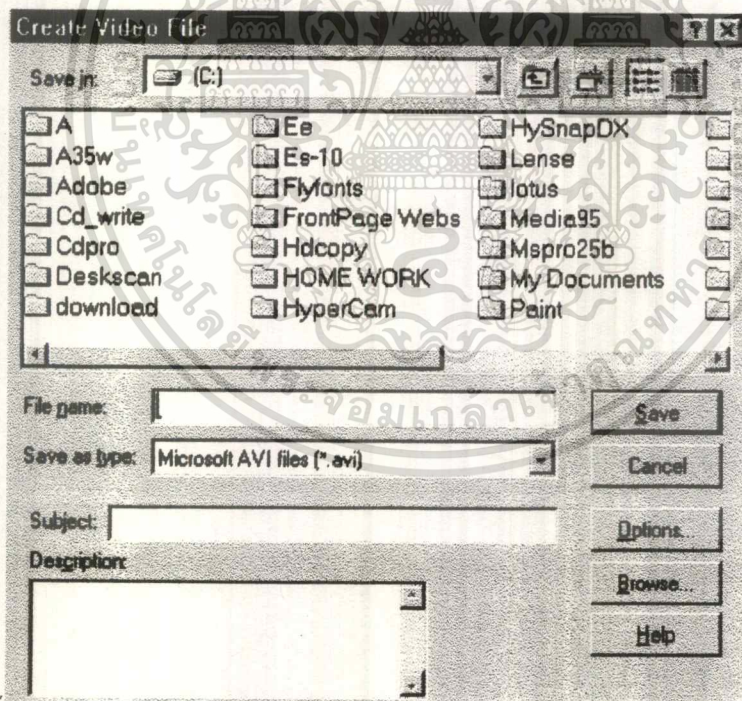 Create Video File
Save in: (C:)
A
A35w
Adobe
Cd_write
Cdpro
Deskscan
download
Ee
Es-10
Flyfonts
FrontPage Webs
Hdcopy
HOME WORK
HyperCam
HySnapDX
Lense
lotus
Media95
Mspro25b
My Documents
Paint
File name:
Save
Save as type: Microsoft AVI files (*.avi)
Cancel
Subject:
Options...
Description:
Browse...
Help